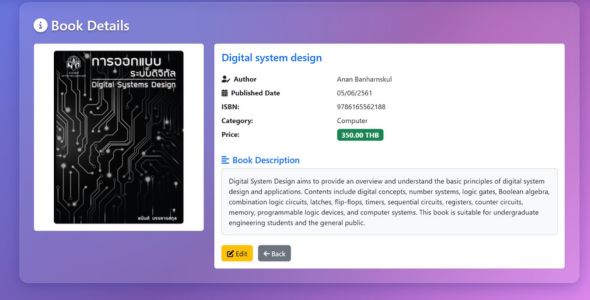 Book Details
การออกแบบ
ระบบดิจิทัล
Digital Systems Design
อนันต์ บรรหารสกุล
Digital system design
Author Anan Banharnskul
Published Date 05/06/2561
ISBN: 9786165562188
Category: Computer
Price: 350.00 THB
Book Description
Digital System Design aims to provide an overview and understand the basic principles of digital system
design and applications. Contents include digital concepts, number systems, logic gates, Boolean algebra,
combination logic circuits, latches, flip-flops, timers, sequential circuits, registers, counter circuits,
memory, programmable logic devices, and computer systems. This book is suitable for undergraduate
engineering students and the general public.
Edit
Back